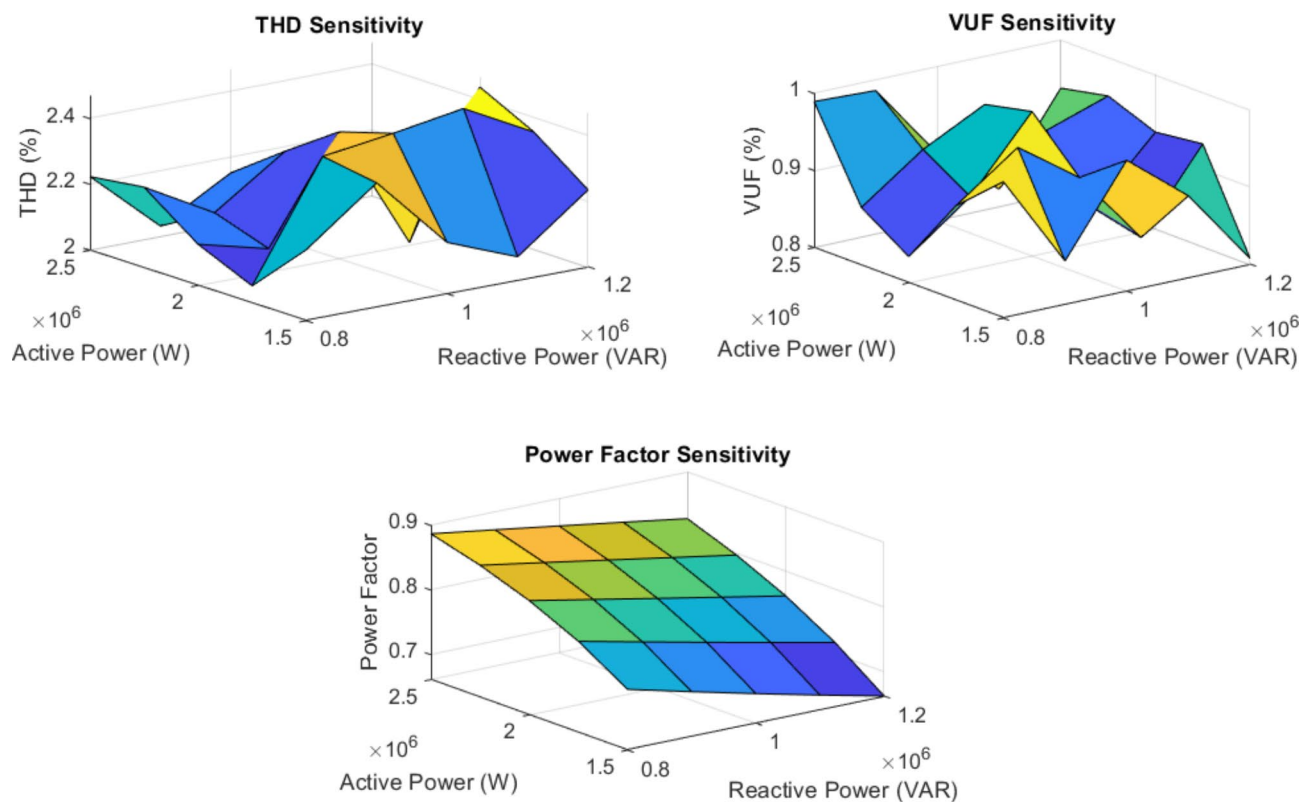 THD Sensitivity
THD (%)
2.4
2.2
2
2.5
2
1.5
×10⁶
Active Power (W)
0.8
1
1.2
×10⁶
Reactive Power (VAR)
VUF Sensitivity
VUF (%)
1
0.9
0.8
2.5
2
1.5
×10⁶
Active Power (W)
0.8
1
1.2
×10⁶
Reactive Power (VAR)
Power Factor Sensitivity
Power Factor
0.9
0.8
0.7
2.5
2
1.5
×10⁶
Active Power (W)
0.8
1
1.2
×10⁶
Reactive Power (VAR)